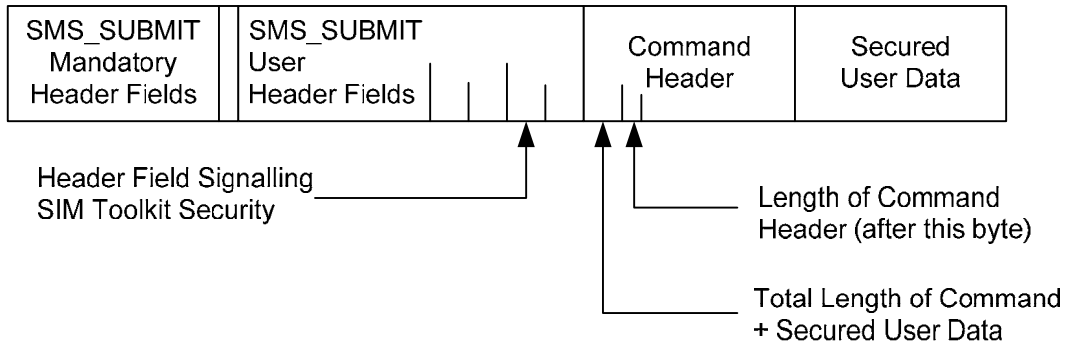 SMS_SUBMIT
Mandatory
Header Fields
SMS_SUBMIT
User
Header Fields
Command
Header
Secured
User Data
Header Field Signalling
SIM Toolkit Security
Length of Command
Header (after this byte)
Total Length of Command
+ Secured User Data